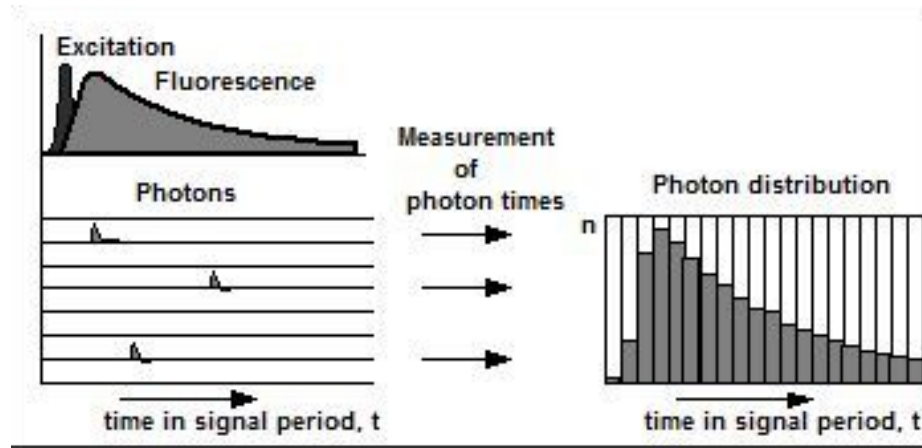 Excitation
Fluorescence
Measurement
of
photon times
Photons
Photon distribution
n
time in signal period, t
time in signal period, t